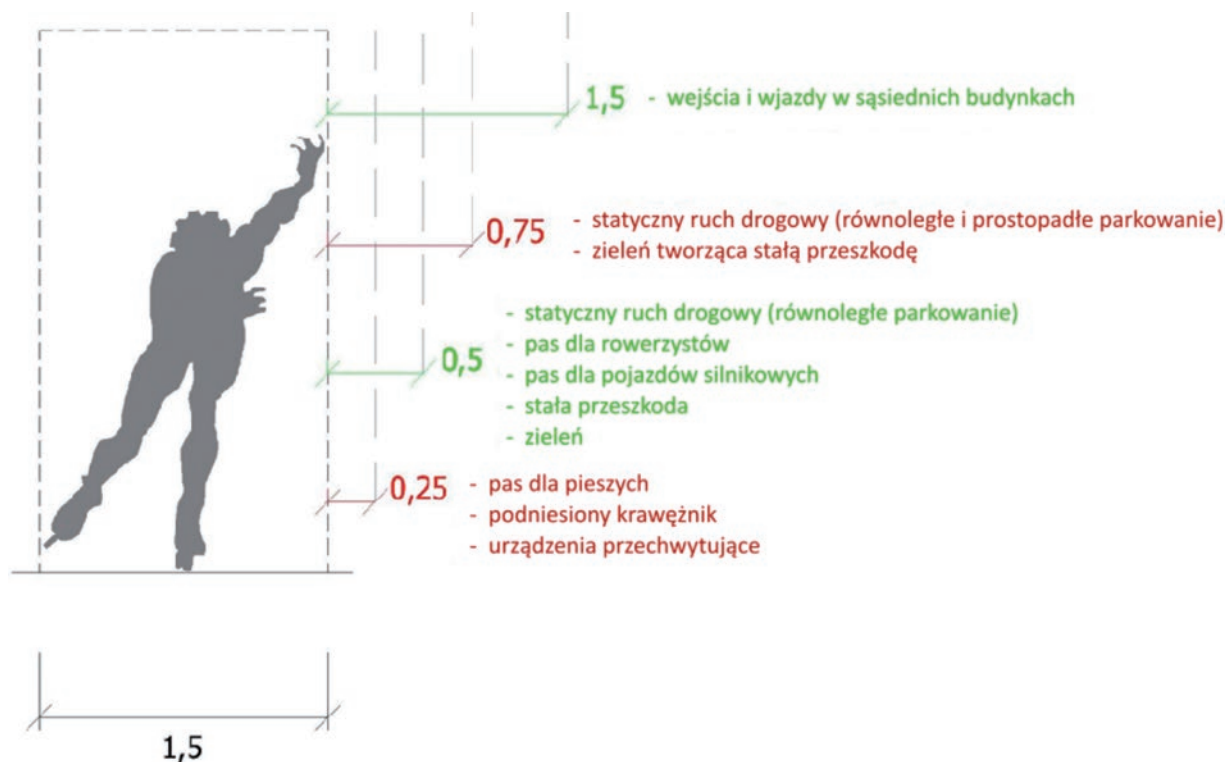 1,5 - wejścia i wjazdy w sąsiednich budynkach
0,75
- statyczny ruch drogowy (równoległe i prostopadłe parkowanie)
- zieleń tworząca stałą przeszkodę
0,5
- statyczny ruch drogowy (równoległe parkowanie)
- pas dla rowerzystów
- pas dla pojazdów silnikowych
- stała przeszkoda
- zieleń
0,25 - pas dla pieszych
- podniesiony krawężnik
- urządzenia przechwytujące
1,5